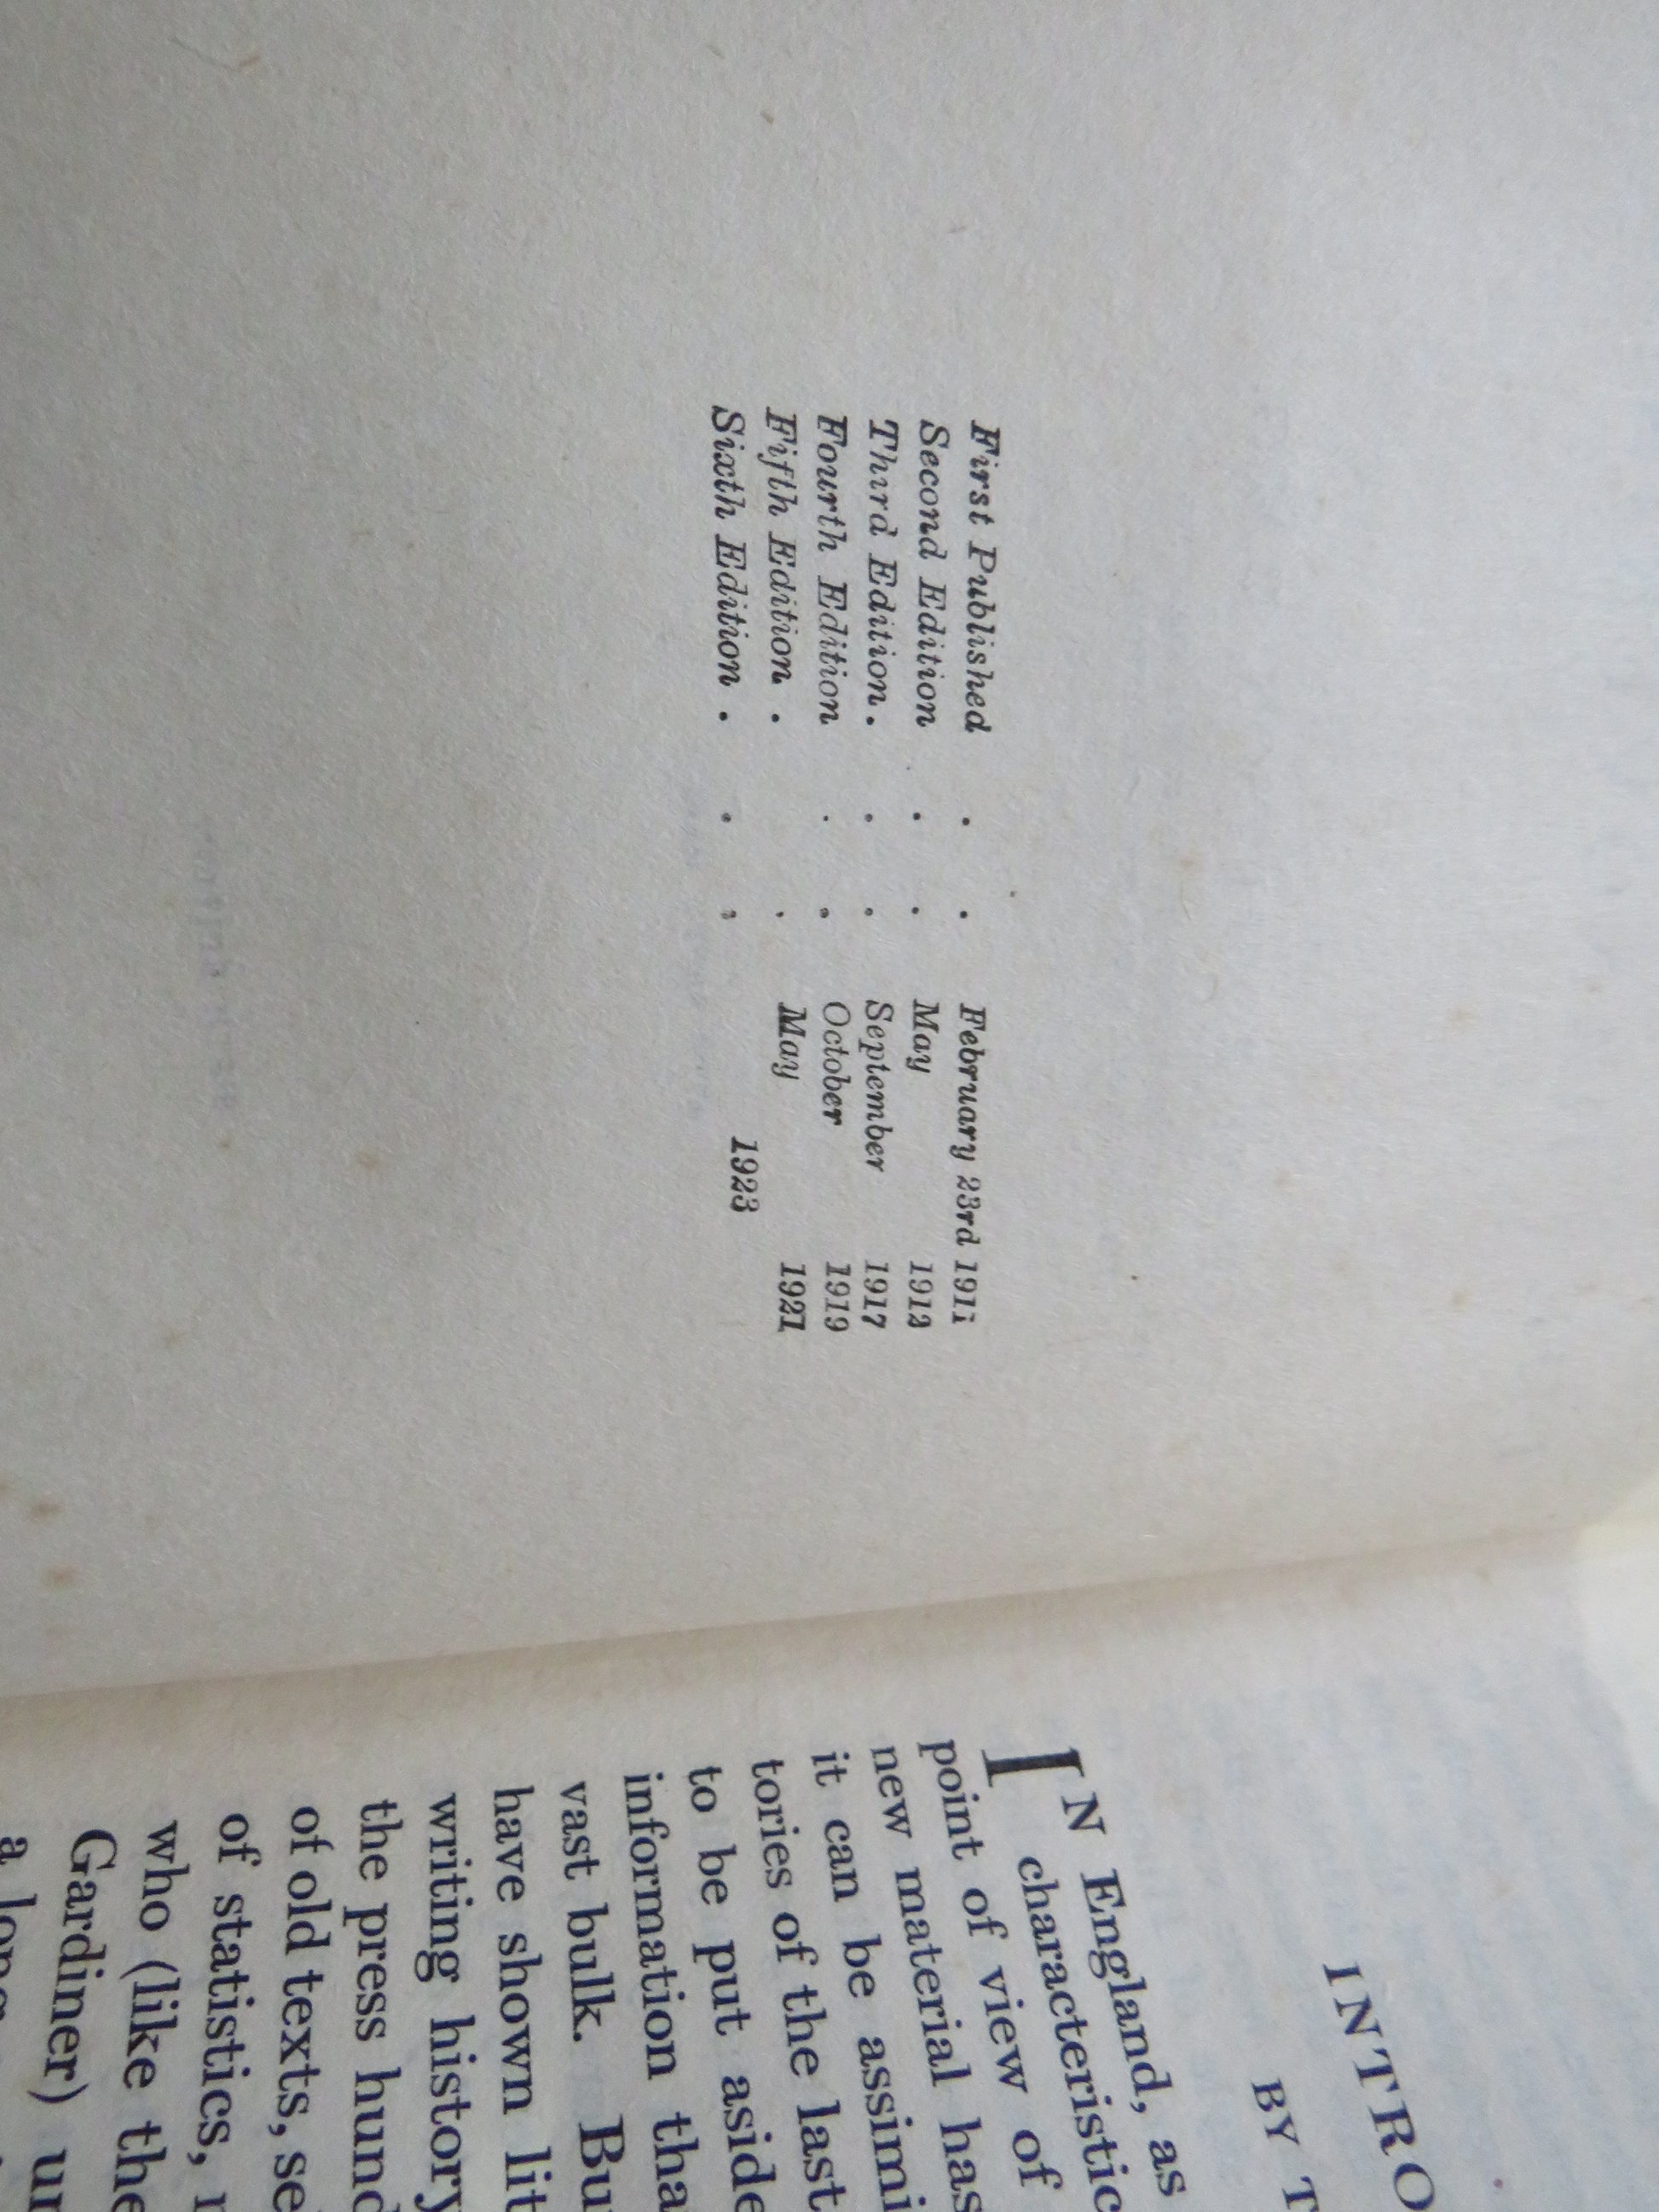 First Published . . February 23rd 1911
Second Edition . . May 1912
Third Edition . . . September 1917
Fourth Edition . . October 1919
Fifth Edition . . May 1921
Sixth Edition . . . 1923
INTRO
BY T
IN England, as
characteristic
point of view of
new material has
it can be assimi
tories of the last
to be put aside
information tha
vast bulk. Bu
have shown lit
writing history
the press hund
of old texts, se
of statistics, r
who (like the
Gardiner) un
a long